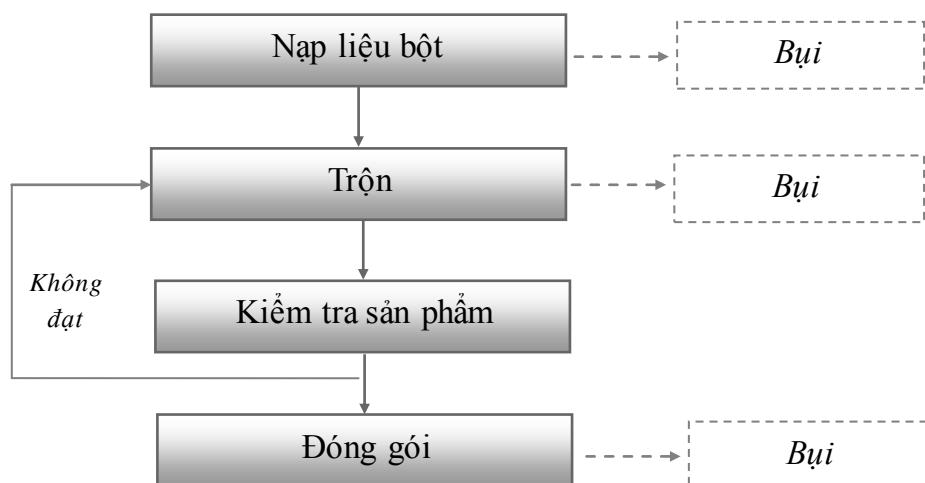 Nạp liệu bột
Bụi
Trộn
Bụi
Không
đạt
Kiểm tra sản phẩm
Đóng gói
Bụi